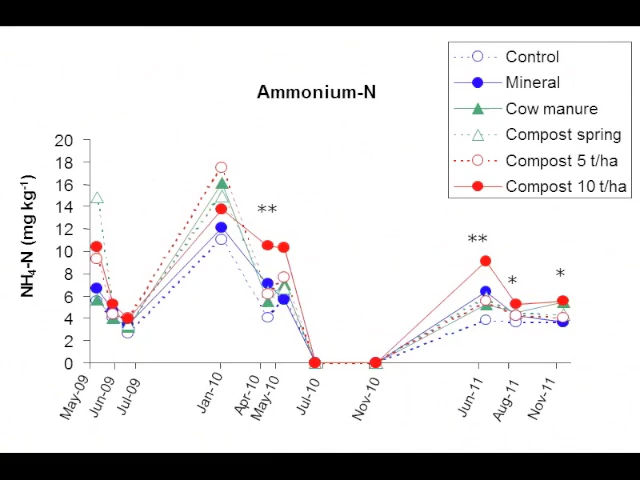 Control
Mineral
Cow manure
Compost spring
Compost 5 t/ha
Compost 10 t/ha
Ammonium-N
NH4-N (mg kg-1)
20
18
16
14
12
10
8
6
4
2
0
**
**
*
*
May-09
Jun-09
Jul-09
Jan-10
Apr-10
May-10
Jul-10
Nov-10
Jun-11
Aug-11
Nov-11